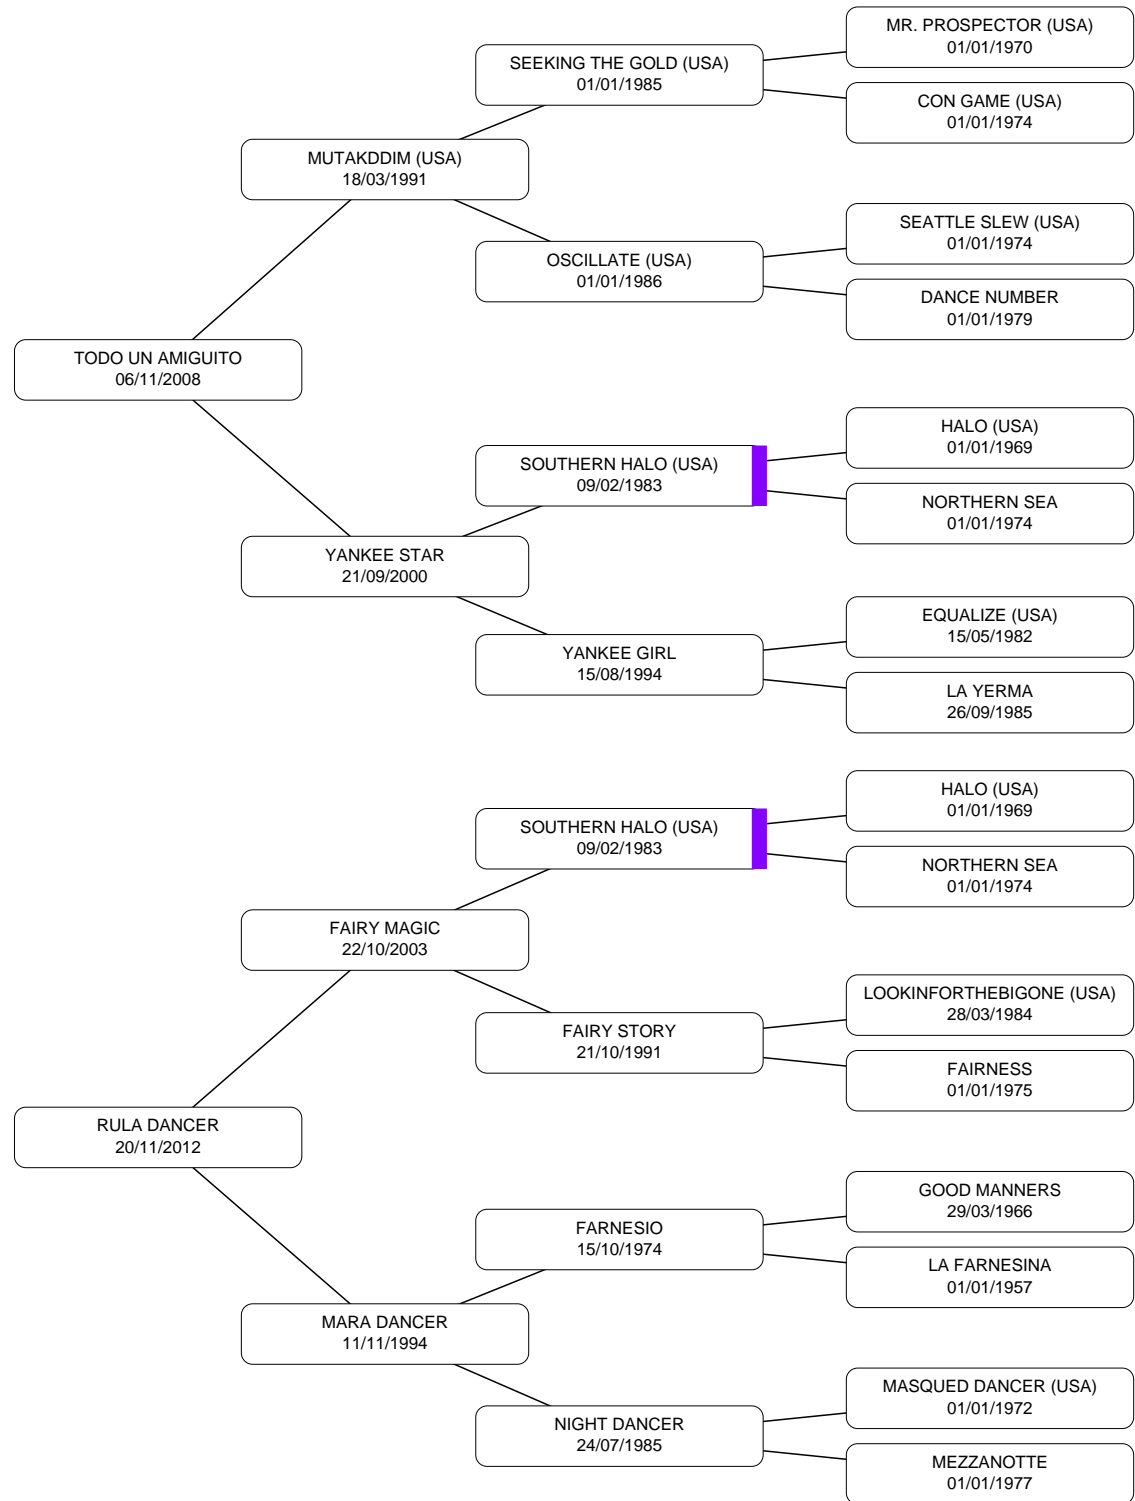 MR. PROSPECTOR (USA)
01/01/1970
SEEKING THE GOLD (USA)
01/01/1985
CON GAME (USA)
01/01/1974
MUTAKDDIM (USA)
18/03/1991
SEATTLE SLEW (USA)
01/01/1974
OSCILLATE (USA)
01/01/1986
DANCE NUMBER
01/01/1979
TODO UN AMIGUITO
06/11/2008
HALO (USA)
01/01/1969
SOUTHERN HALO (USA)
09/02/1983
NORTHERN SEA
01/01/1974
YANKEE STAR
21/09/2000
EQUALIZE (USA)
15/05/1982
YANKEE GIRL
15/08/1994
LA YERMA
26/09/1985
HALO (USA)
01/01/1969
SOUTHERN HALO (USA)
09/02/1983
NORTHERN SEA
01/01/1974
FAIRY MAGIC
22/10/2003
LOOKINFORTHEBIGONE (USA)
28/03/1984
FAIRY STORY
21/10/1991
FAIRNESS
01/01/1975
RULA DANCER
20/11/2012
GOOD MANNERS
29/03/1966
FARNESIO
15/10/1974
LA FARNESINA
01/01/1957
MARA DANCER
11/11/1994
MASQUED DANCER (USA)
01/01/1972
NIGHT DANCER
24/07/1985
MEZZANOTTE
01/01/1977